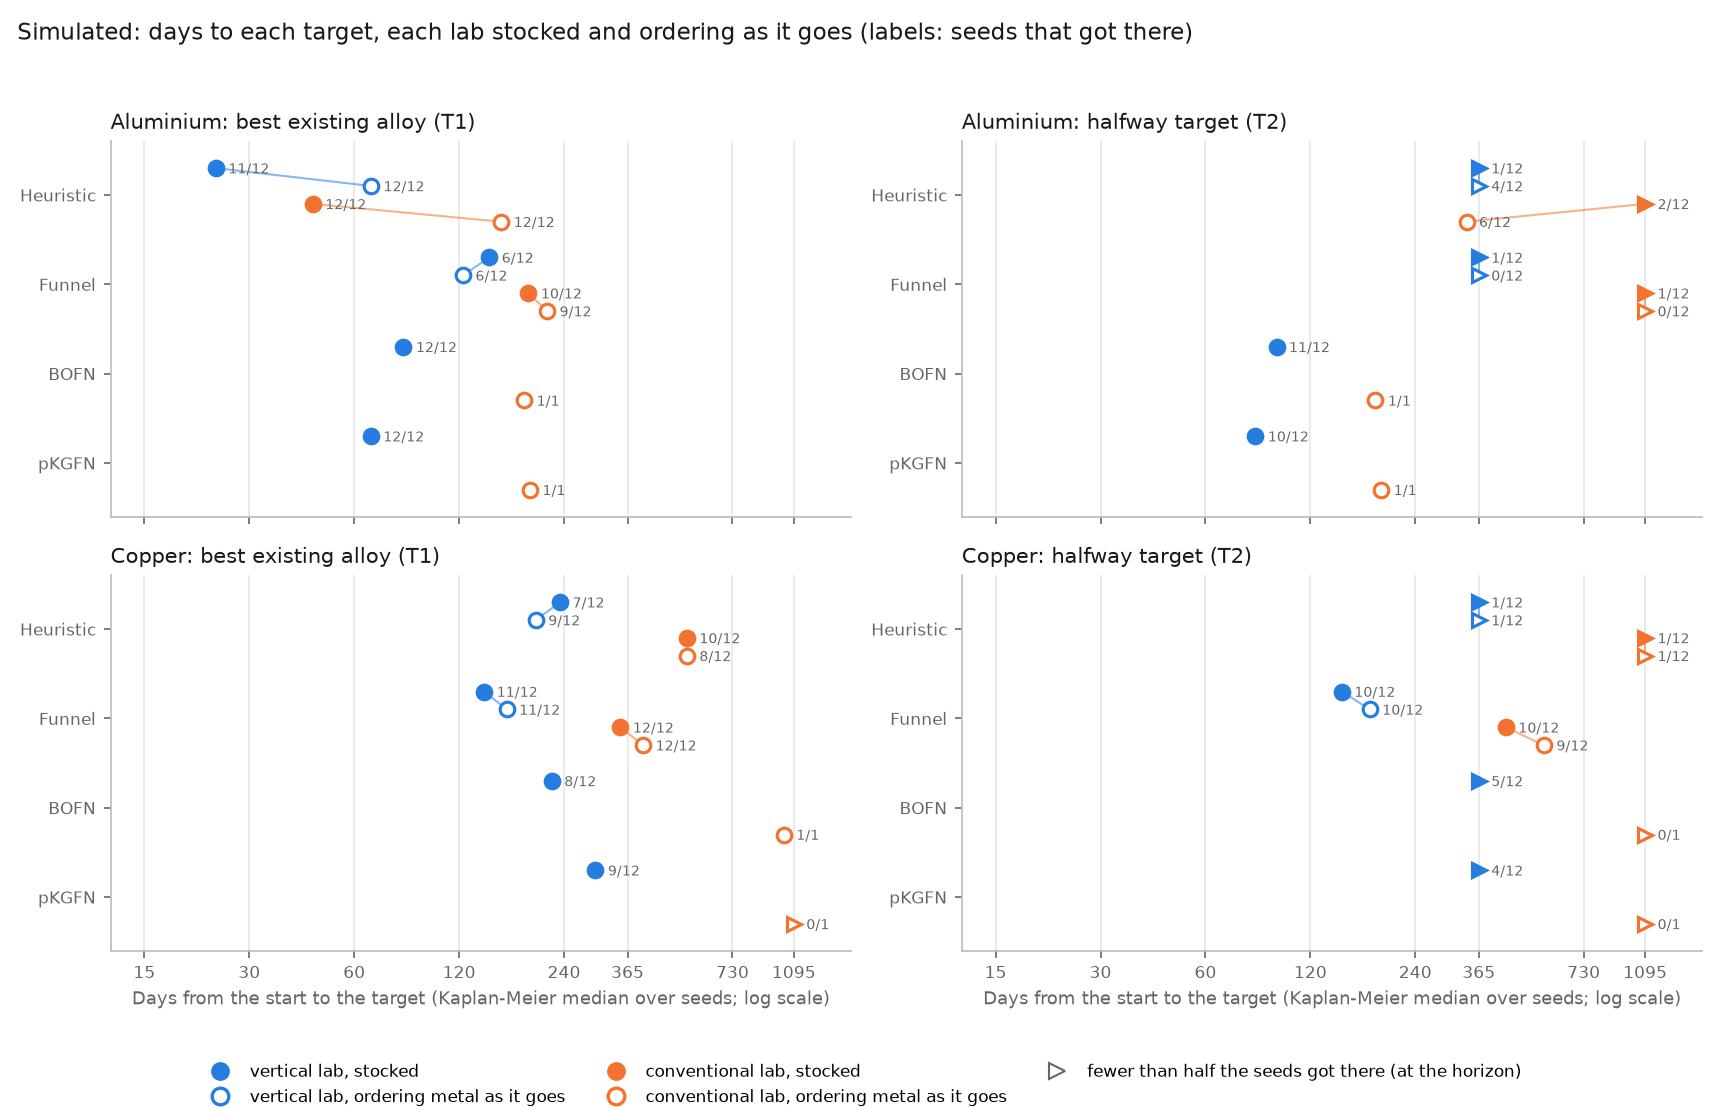 Simulated: days to each target, each lab stocked and ordering as it goes (labels: seeds that got there)
Aluminium: best existing alloy (T1)
Heuristic
11/12
12/12
12/12
12/12
Funnel
6/12
6/12
10/12
9/12
BOFN
12/12
1/1
pKGFN
12/12
1/1
Aluminium: halfway target (T2)
Heuristic
1/12
4/12
2/12
6/12
Funnel
1/12
0/12
1/12
0/12
BOFN
11/12
1/1
pKGFN
10/12
1/1
Copper: best existing alloy (T1)
Heuristic
7/12
9/12
10/12
8/12
Funnel
11/12
11/12
12/12
12/12
BOFN
8/12
1/1
pKGFN
9/12
0/1
15 30 60 120 240 365 730 1095
Days from the start to the target (Kaplan-Meier median over seeds; log scale)
Copper: halfway target (T2)
Heuristic
1/12
1/12
1/12
1/12
Funnel
10/12
10/12
10/12
9/12
BOFN
5/12
0/1
pKGFN
4/12
0/1
15 30 60 120 240 365 730 1095
Days from the start to the target (Kaplan-Meier median over seeds; log scale)
vertical lab, stocked
vertical lab, ordering metal as it goes
conventional lab, stocked
conventional lab, ordering metal as it goes
fewer than half the seeds got there (at the horizon)